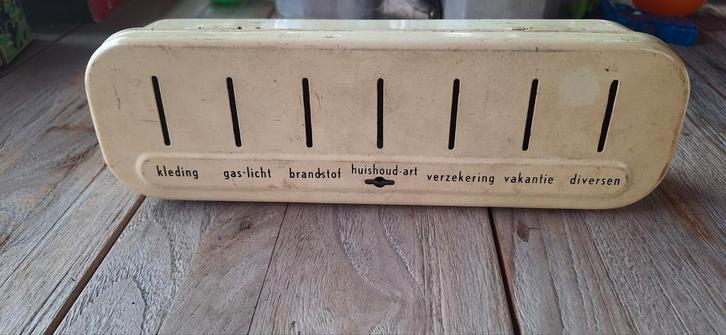 kleding gas-licht brandstof huishoud-art verzekering vakantie diversen